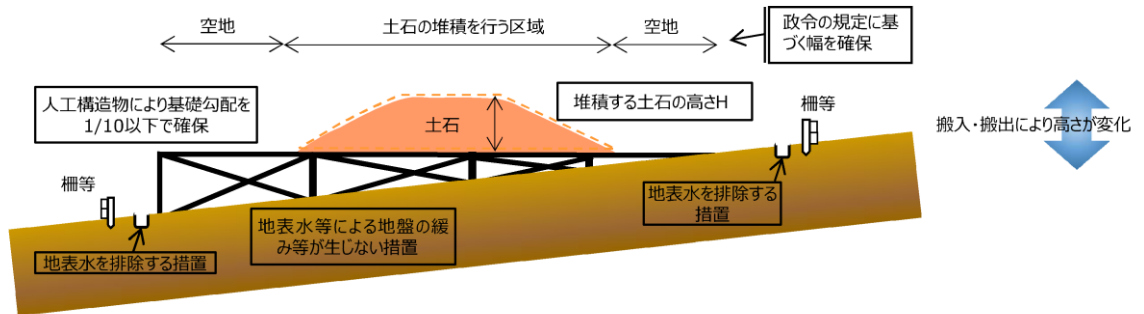 空地
土石の堆積を行う区域
空地
政令の規定に基
づく幅を確保
人工構造物により基礎勾配を
1/10以下で確保
土石
堆積する土石の高さH
柵等
搬入・搬出により高さが変化
柵等
地表水を排除する
措置
地表水等による地盤の緩
み等が生じない措置
地表水を排除する措置